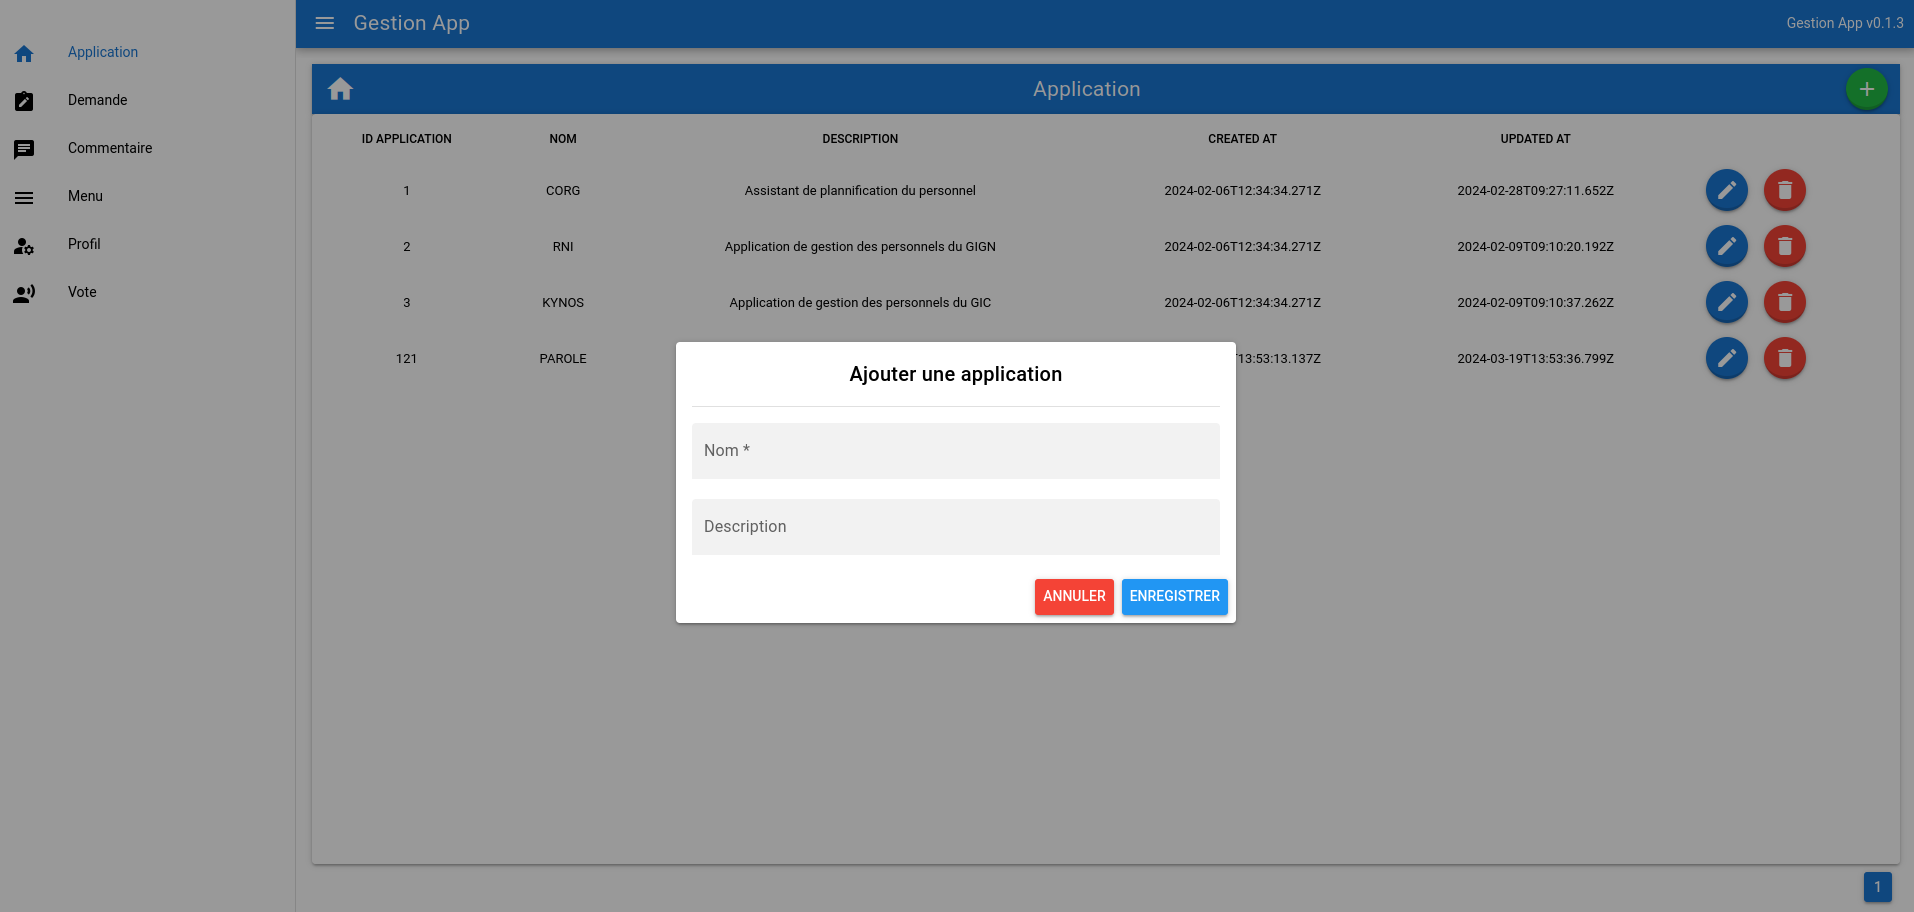 Application
Demande
Commentaire
Menu
Profil
Vote
Gestion App
Gestion App v0.1.3
Application
ID APPLICATION NOM DESCRIPTION CREATED AT UPDATED AT
1 CORG Assistant de plannification du personnel 2024-02-06T12:34:34.271Z 2024-02-28T09:27:11.652Z
2 RNI Application de gestion des personnels du GIGN 2024-02-06T12:34:34.271Z 2024-02-09T09:10:20.192Z
3 KYNOS Application de gestion des personnels du GIC 2024-02-06T12:34:34.271Z 2024-02-09T09:10:37.262Z
121 PAROLE T13:53:13.137Z 2024-03-19T13:53:36.799Z
Ajouter une application
Nom *
Description
ANNULER ENREGISTRER
1